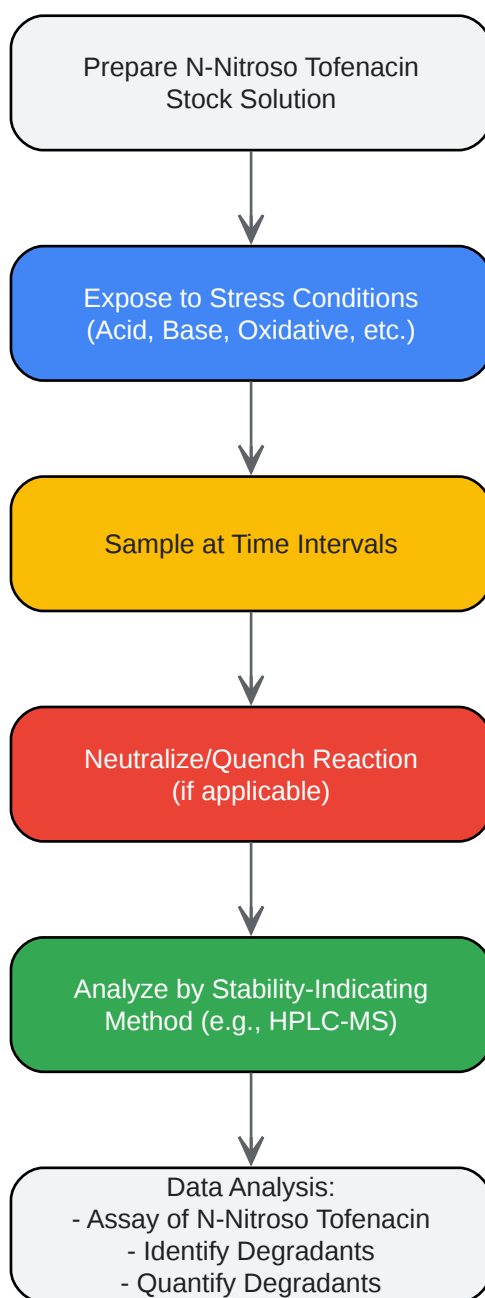 Prepare N-Nitroso Tofenacin
Stock Solution
Expose to Stress Conditions
(Acid, Base, Oxidative, etc.)
Sample at Time Intervals
Neutralize/Quench Reaction
(if applicable)
Analyze by Stability-Indicating
Method (e.g., HPLC-MS)
Data Analysis:
- Assay of N-Nitroso Tofenacin
- Identify Degradants
- Quantify Degradants